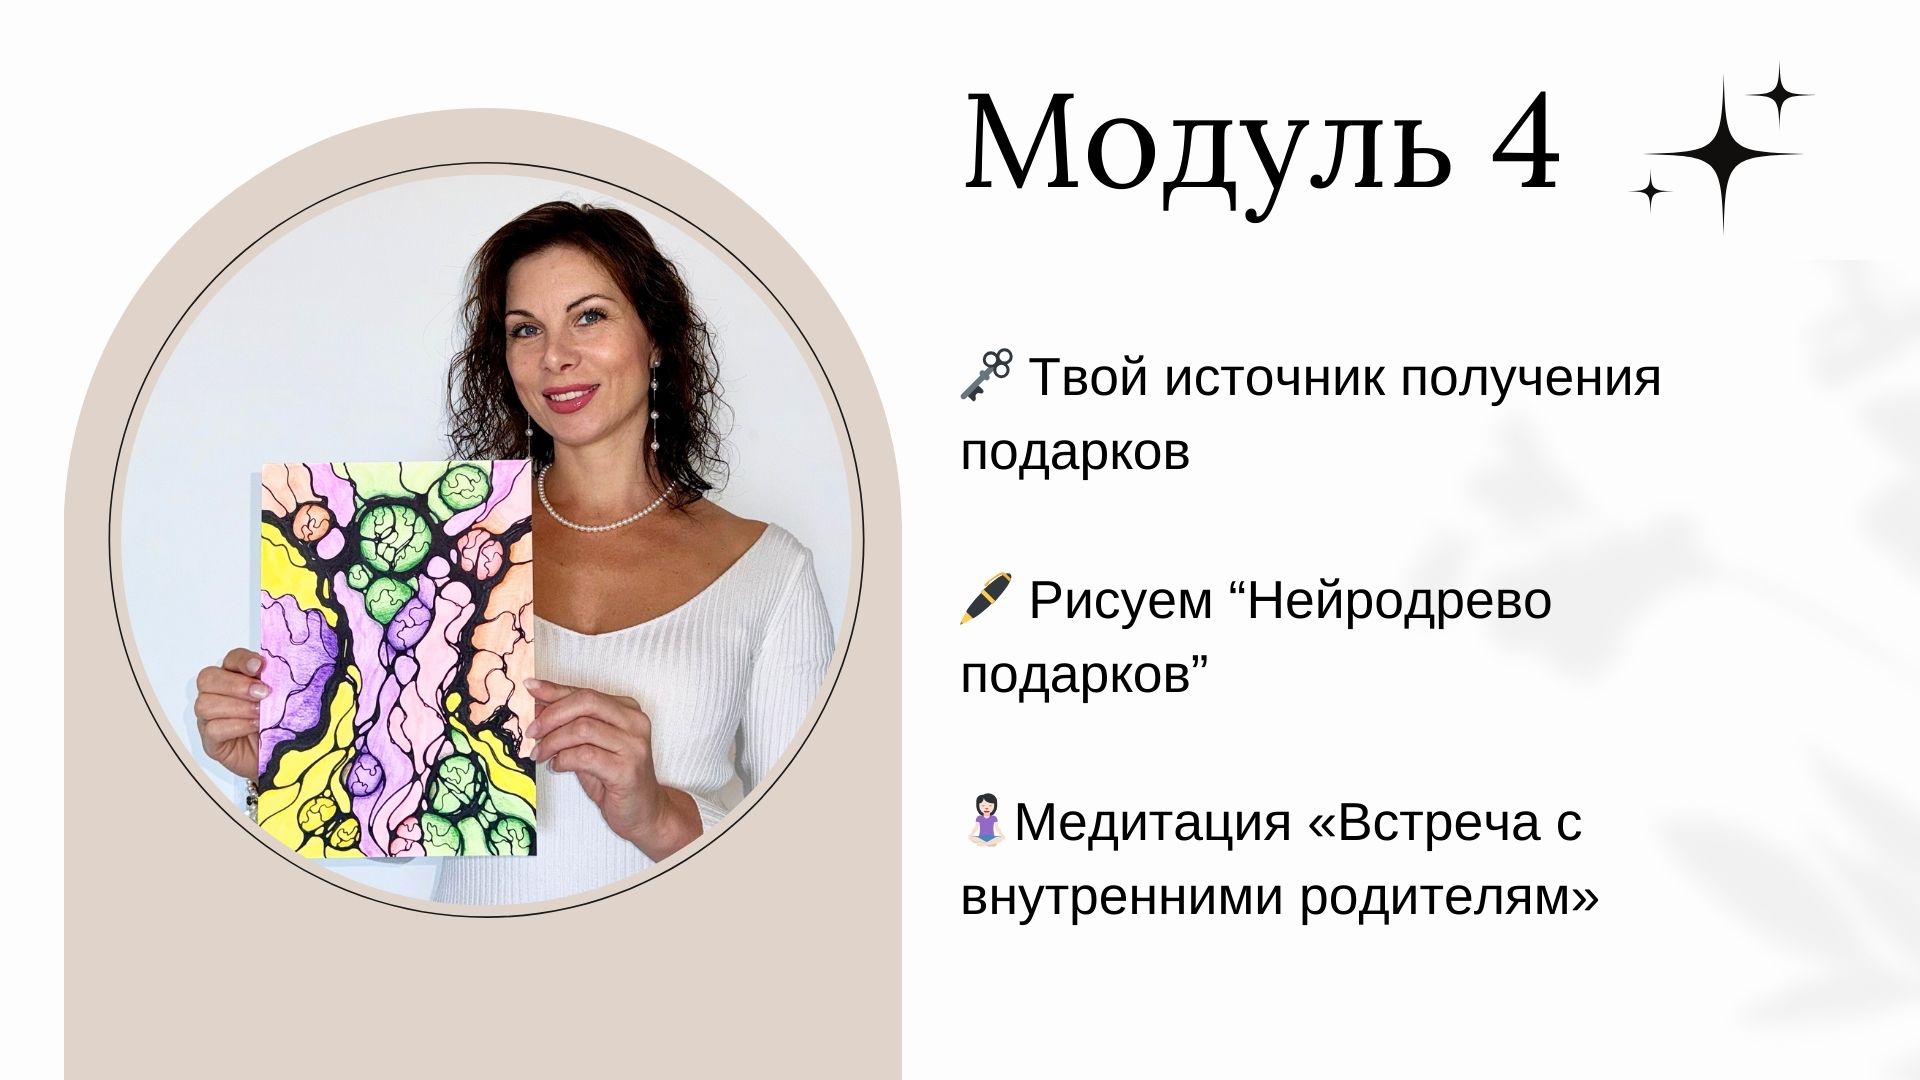 Модуль 4
🗝 Твой источник получения
подарков
🖊 Рисуем “Нейродрево
подарков”
🧘🏻‍♀️Медитация «Встреча с
внутренними родителям»